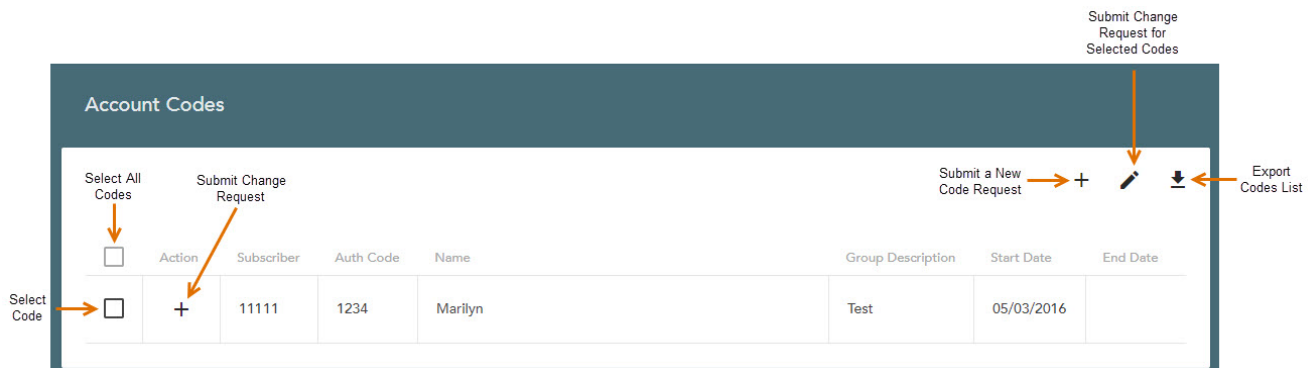 Submit Change
Request for
Selected Codes
Account Codes
Select All
Codes
Submit Change
Request
Submit a New
Code Request
Export
Codes List
Action Subscriber Auth Code Name Group Description Start Date End Date
Select
Code
11111 1234 Marilyn Test 05/03/2016